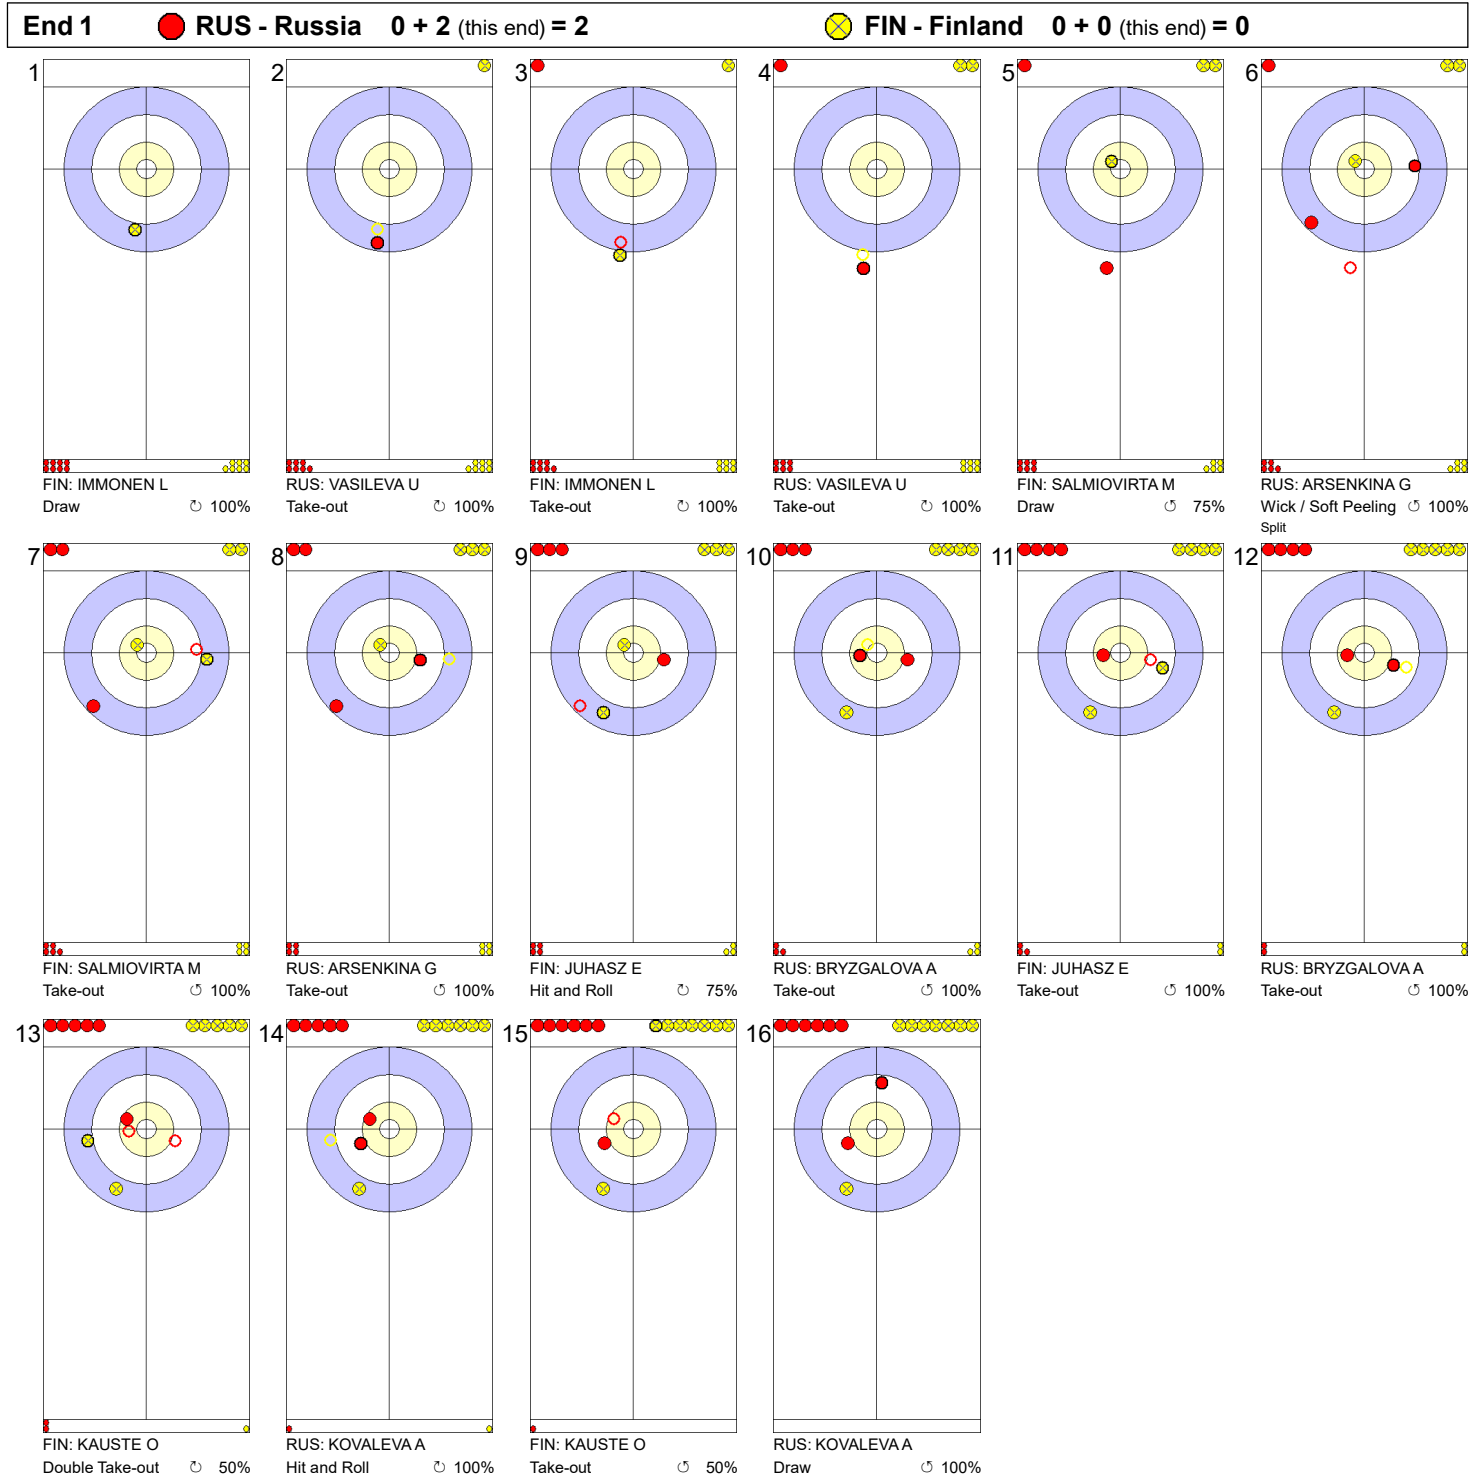 End 1 RUS - Russia 0 + 2 (this end) = 2 FIN - Finland 0 + 0 (this end) = 0
1 2 3 4 5 6
FIN: IMMONEN L RUS: VASILEVA U FIN: IMMONEN L RUS: VASILEVA U FIN: SALMIOVIRTA M RUS: ARSENKINA G
Draw ↻ 100% Take-out ↻ 100% Take-out ↻ 100% Take-out ↻ 100% Draw ↺ 75% Wick / Soft Peeling ↺ 100%
Split
7 8 9 10 11 12
FIN: SALMIOVIRTA M RUS: ARSENKINA G FIN: JUHASZ E RUS: BRYZGALOVA A FIN: JUHASZ E RUS: BRYZGALOVA A
Take-out ↺ 100% Take-out ↺ 100% Hit and Roll ↻ 75% Take-out ↺ 100% Take-out ↺ 100% Take-out ↺ 100%
13 14 15 16
FIN: KAUSTE O RUS: KOVALEVA A FIN: KAUSTE O RUS: KOVALEVA A
Double Take-out ↻ 50% Hit and Roll ↻ 100% Take-out ↺ 50% Draw ↺ 100%